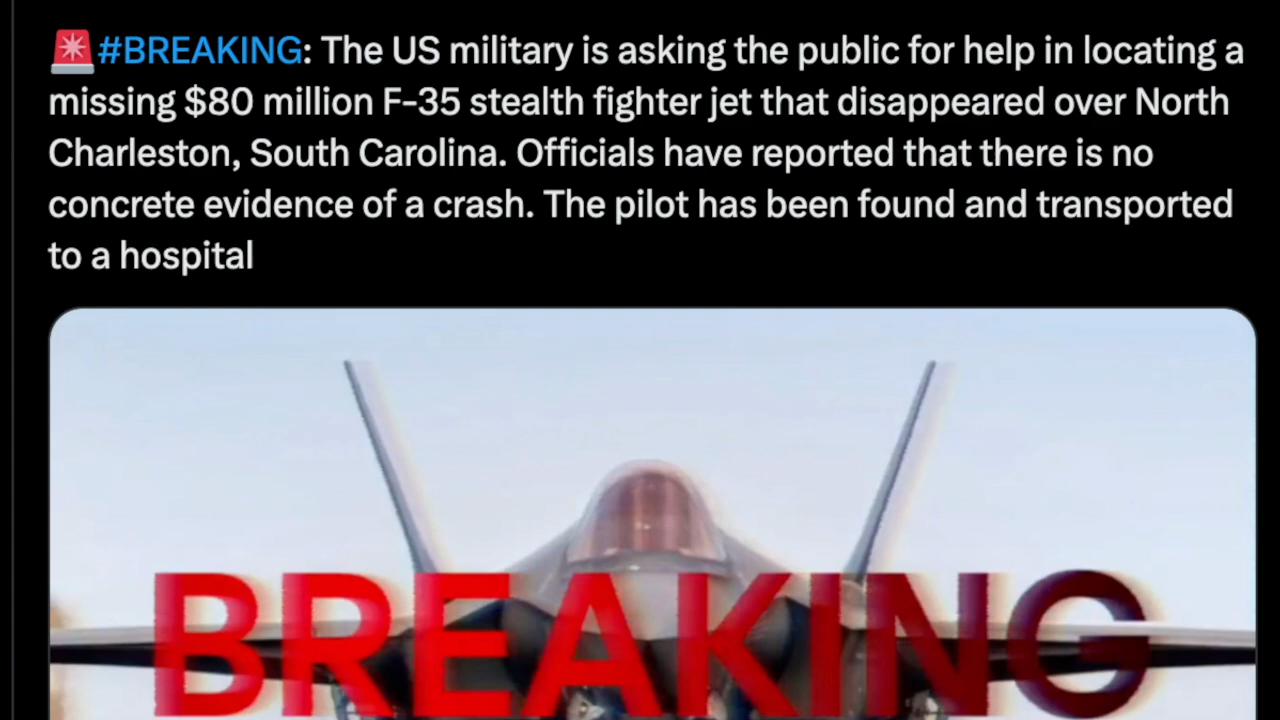 🚨#BREAKING: The US military is asking the public for help in locating a
missing $80 million F-35 stealth fighter jet that disappeared over North
Charleston, South Carolina. Officials have reported that there is no
concrete evidence of a crash. The pilot has been found and transported
to a hospital
BREAKING